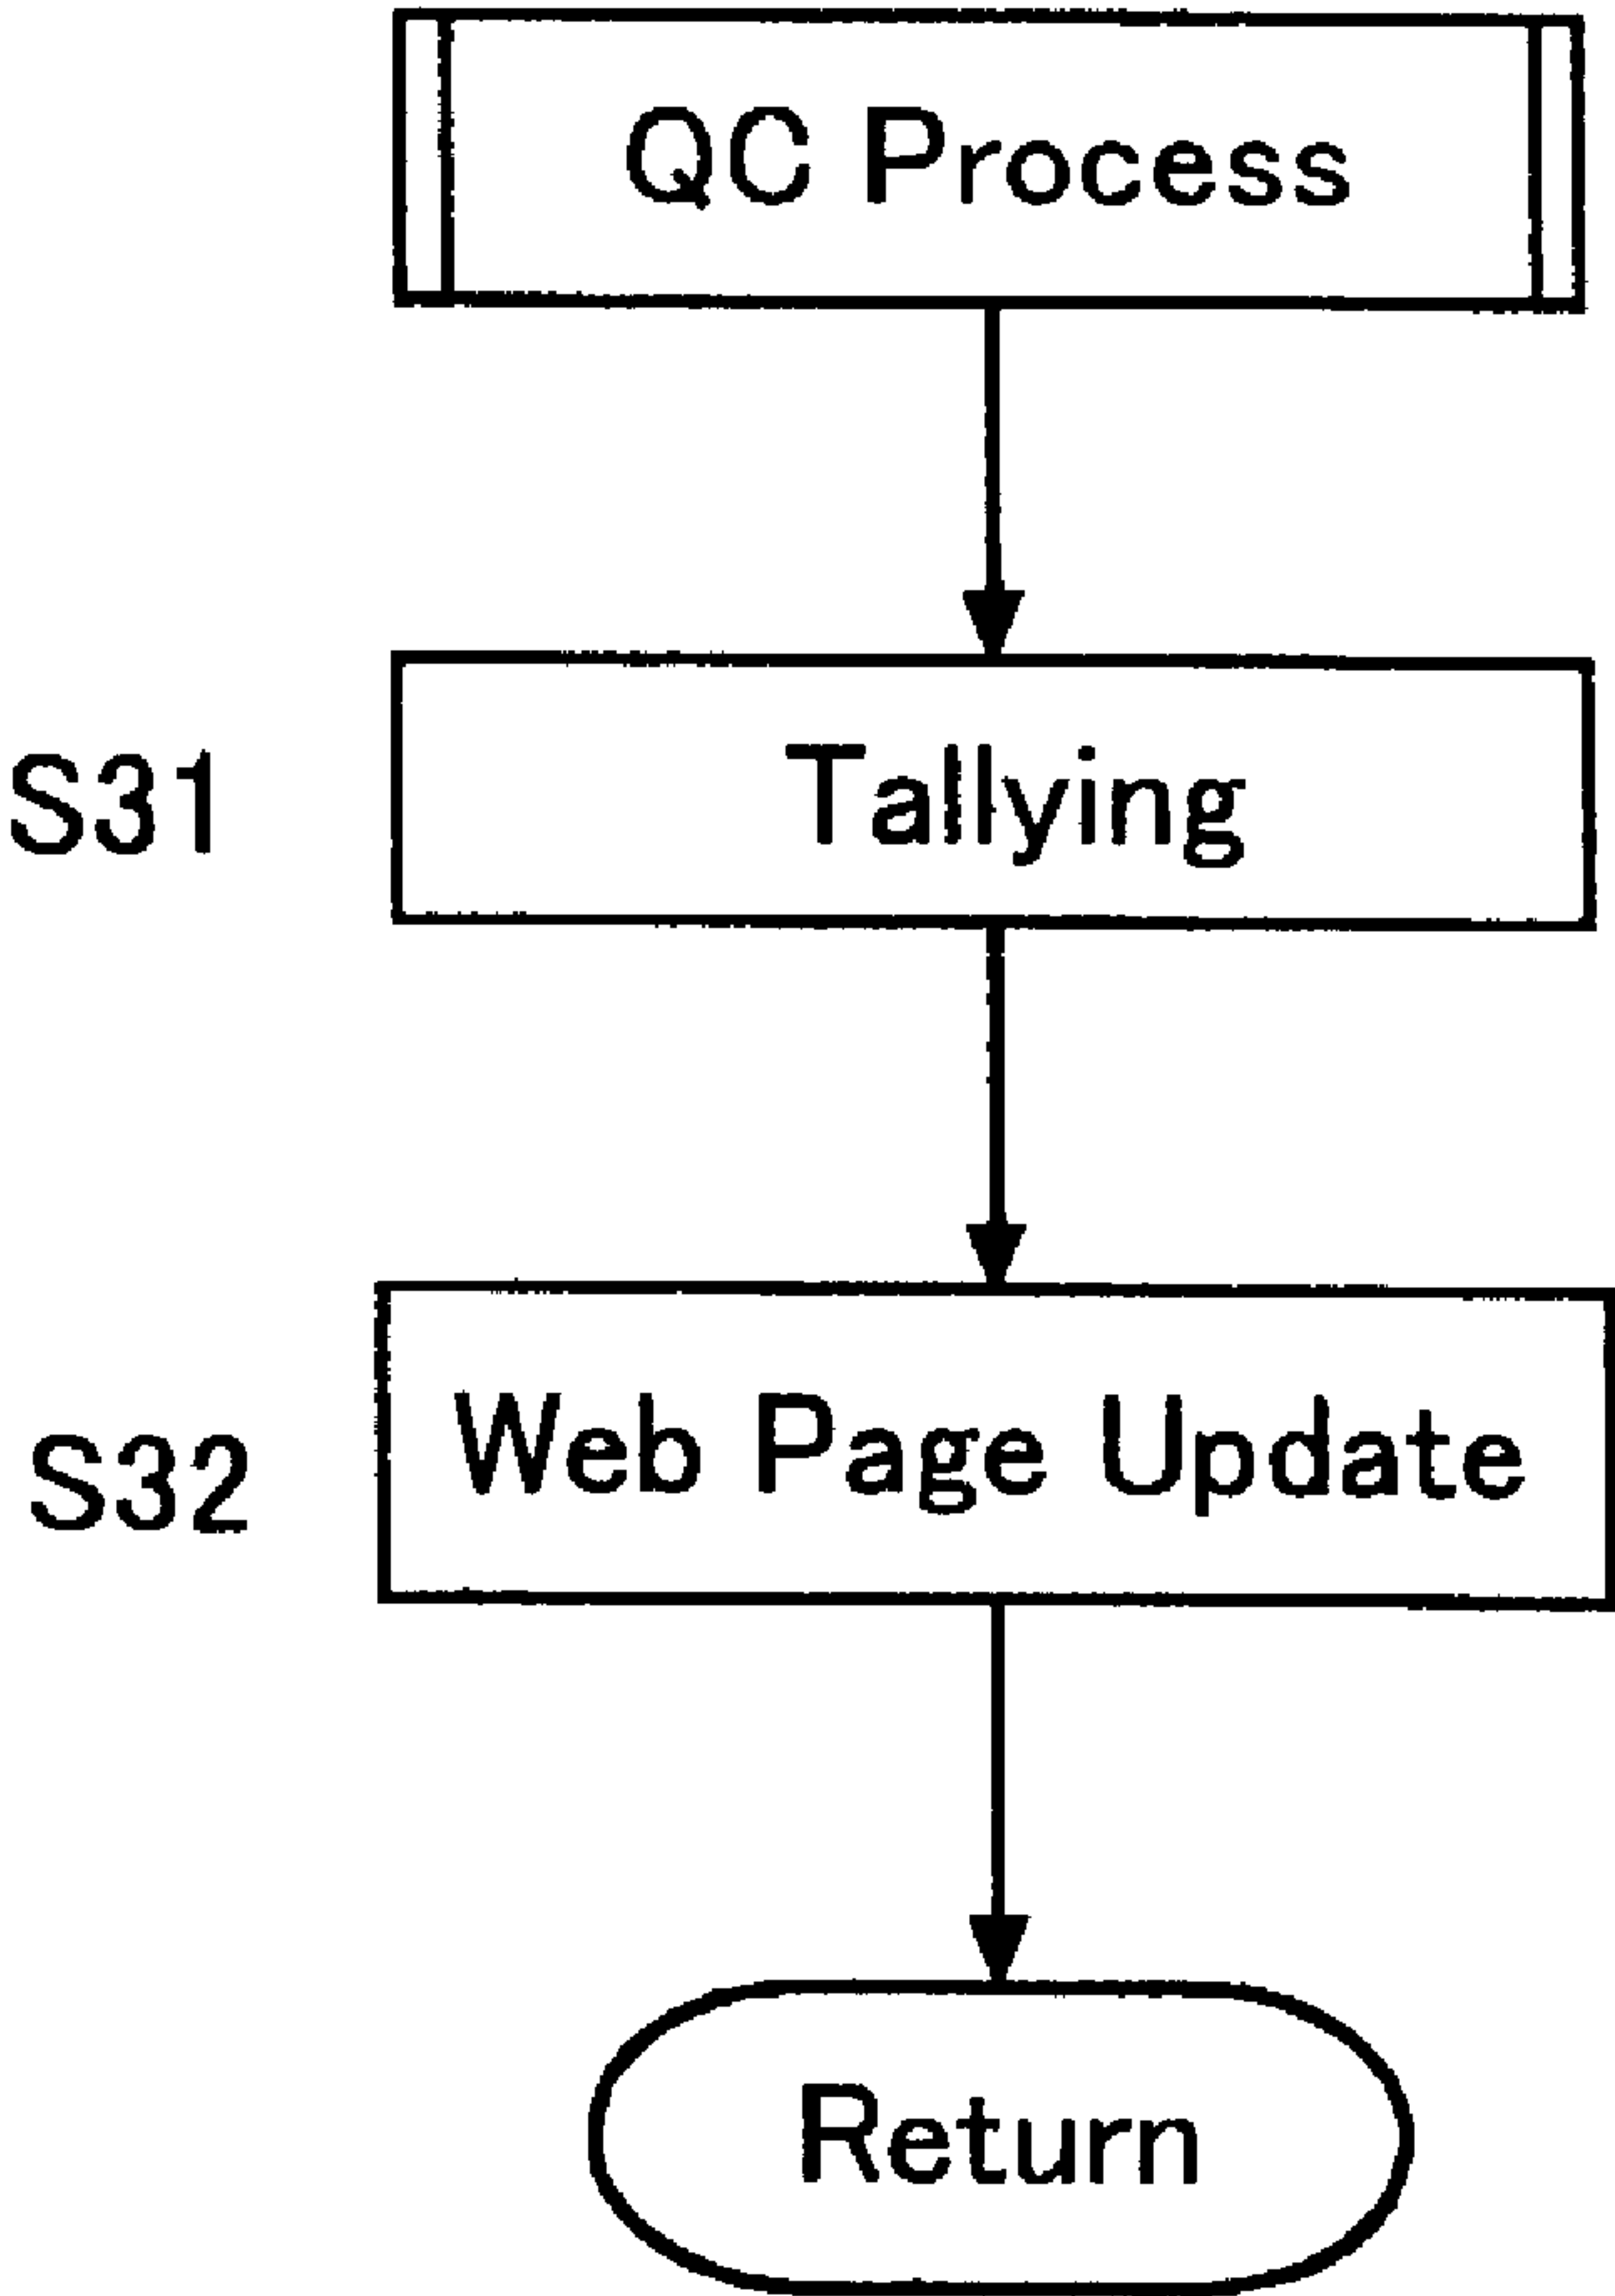 QC Process
S31 Tallying
S32 Web Page Update
Return